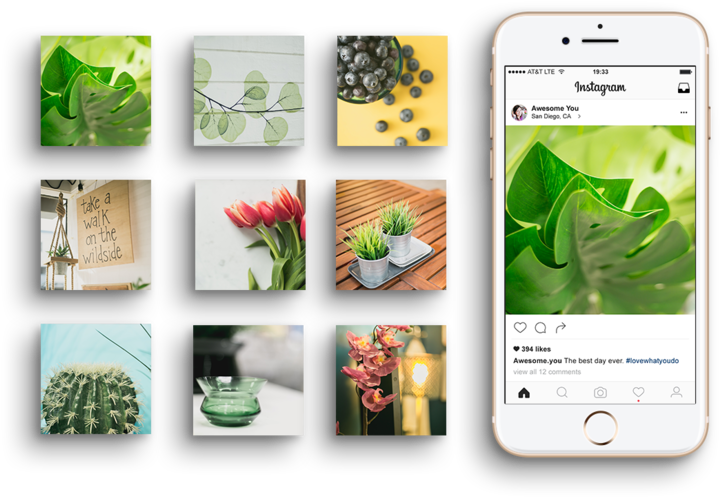 take a
walk
on the
wildside
AT&T LTE 19:33
Instagram
Awesome You
San Diego, CA
394 likes
Awesome.you The best day ever. #lovewhatyoudo
view all 12 comments